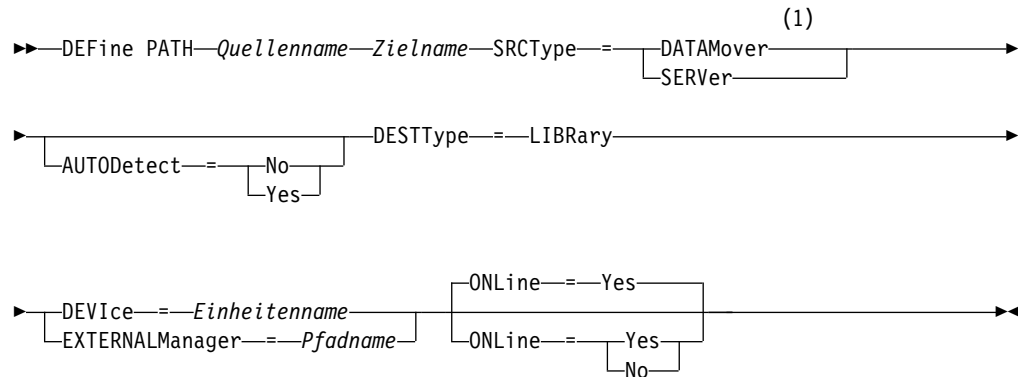 (1)
DEFine PATH Quellenname Zielname SRCType = DATAMover
SERVer
AUTODetect = No
Yes
DESTType = LIBRary
DEVIce = Einheitenname
EXTERNALManager = Pfadname
ONLine = Yes
ONLine = Yes
No